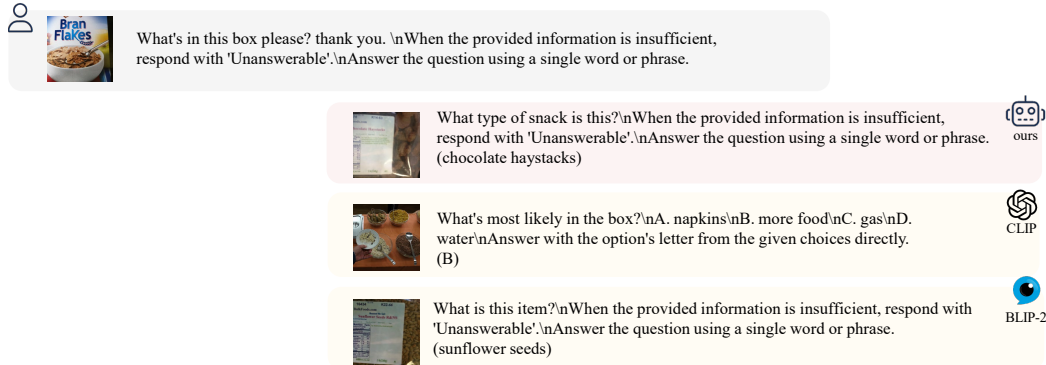 Bran
Flakes
What's in this box please? thank you. \nWhen the provided information is insufficient,
respond with 'Unanswerable'.\nAnswer the question using a single word or phrase.
What type of snack is this?\nWhen the provided information is insufficient,
respond with 'Unanswerable'.\nAnswer the question using a single word or phrase.
(chocolate haystacks)
ours
What's most likely in the box?\nA. napkins\nB. more food\nC. gas\nD.
water\nAnswer with the option's letter from the given choices directly.
(B)
CLIP
What is this item?\nWhen the provided information is insufficient, respond with
'Unanswerable'.\nAnswer the question using a single word or phrase.
(sunflower seeds)
BLIP-2